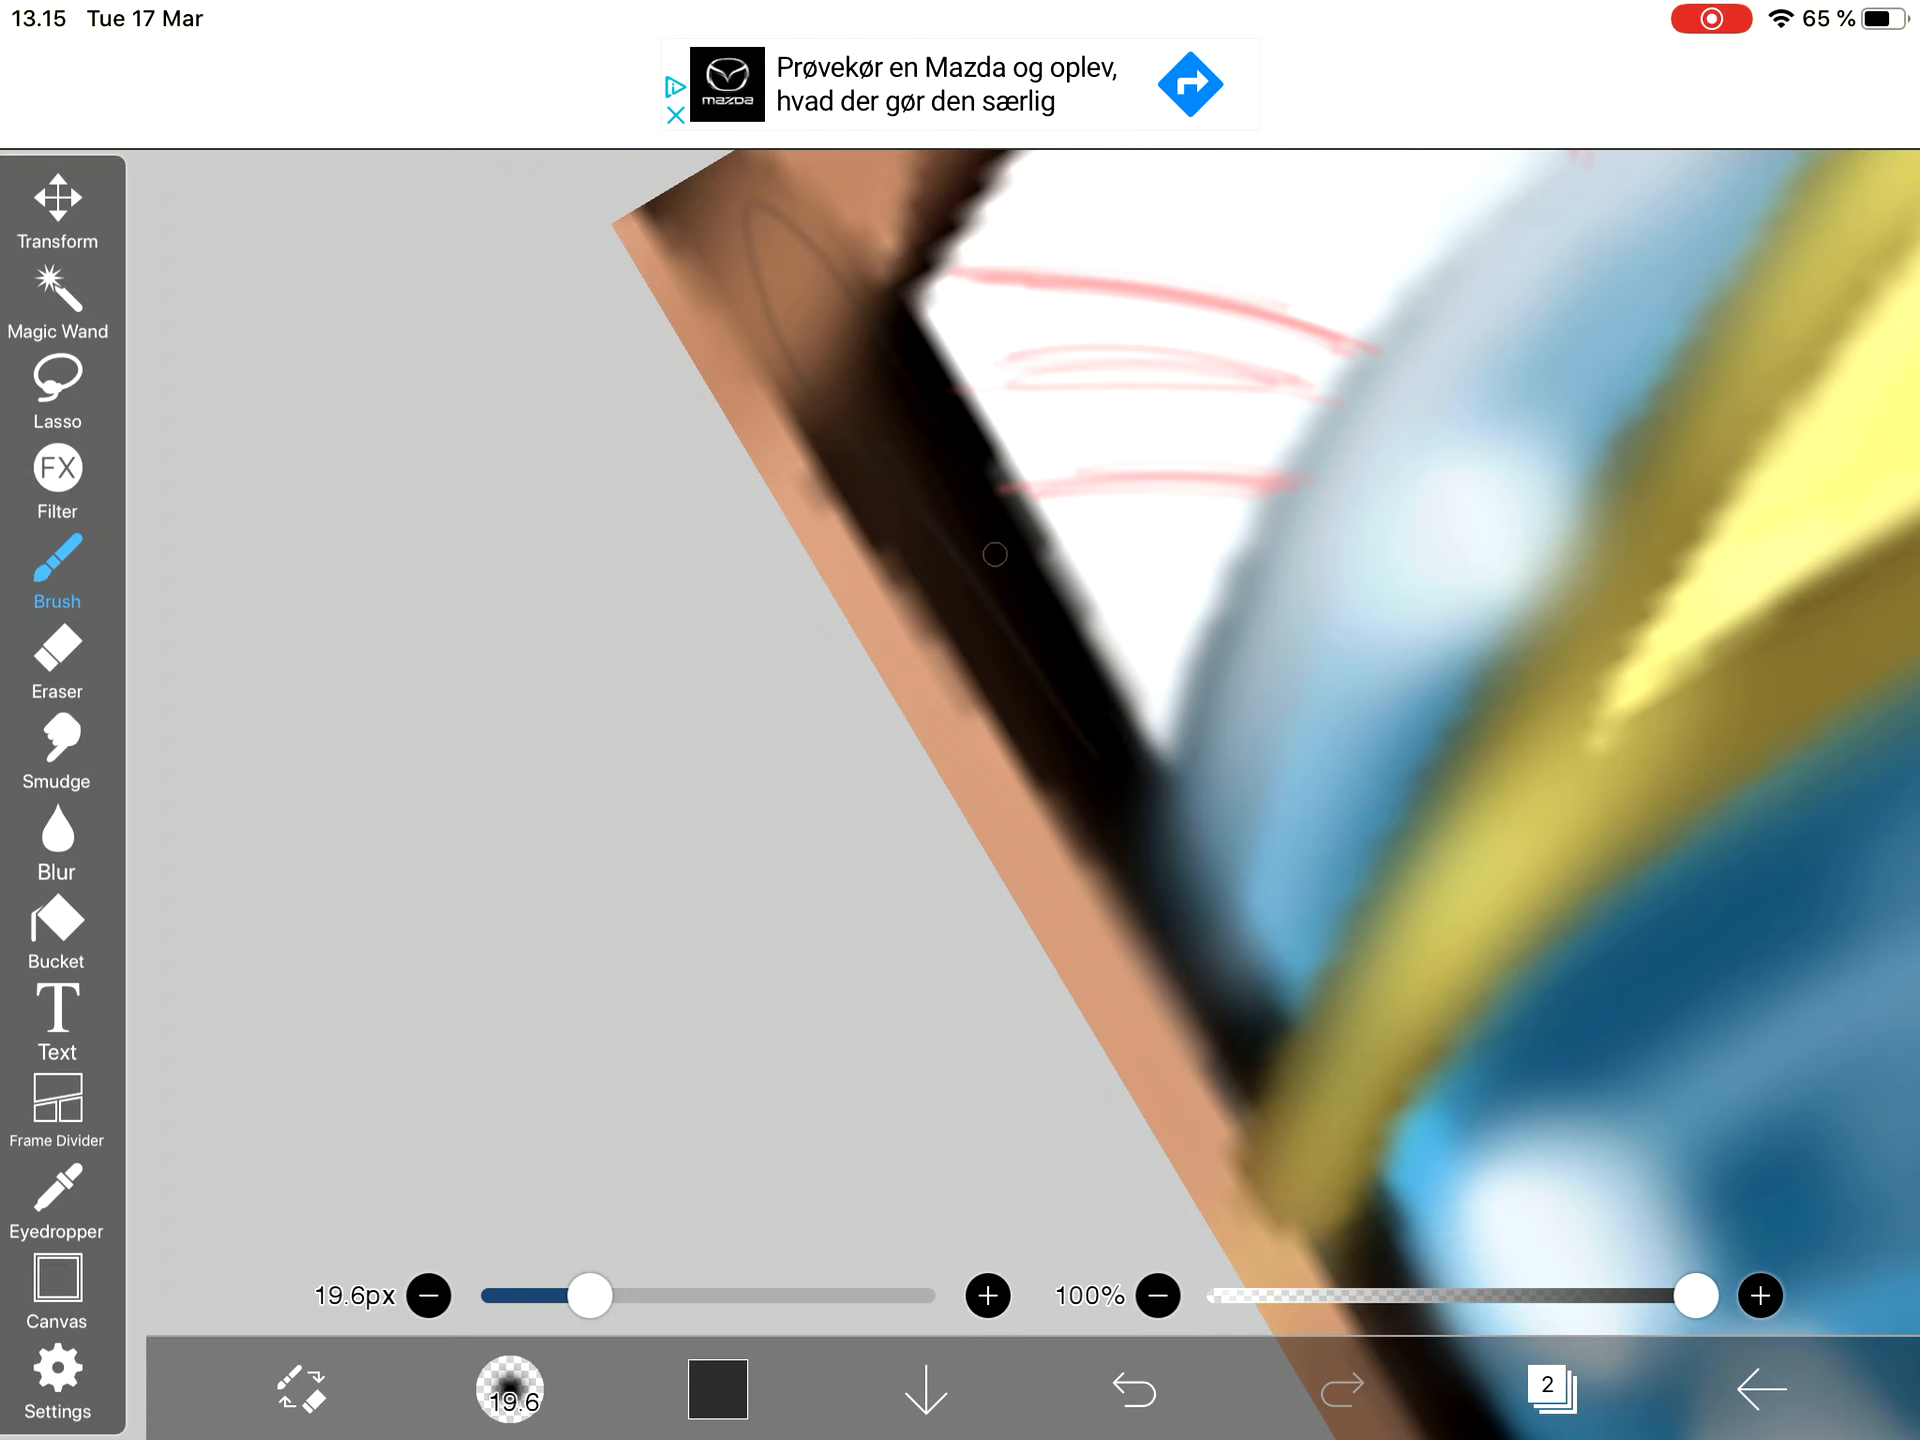 13.15 Tue 17 Mar
65 %
mazda
Prøvekør en Mazda og oplev,
hvad der gør den særlig
Transform
Magic Wand
Lasso
FX
Filter
Brush
Eraser
Smudge
Blur
Bucket
T
Text
Frame Divider
Eyedropper
Canvas
Settings
19.6px
100%
19.6
2